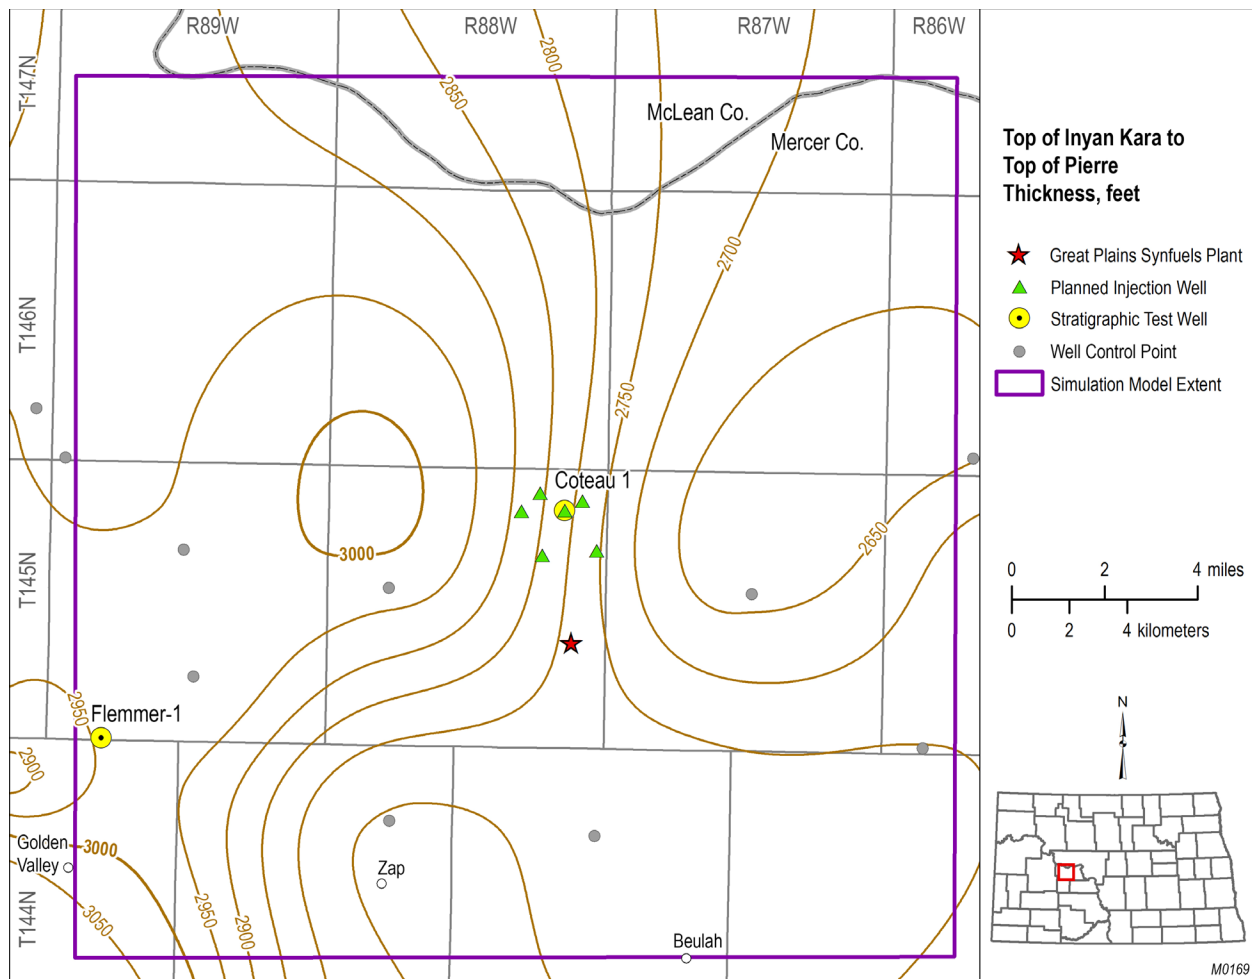 R89W
R88W
R87W
R86W
T147N
2800
2850
McLean Co.
Mercer Co.
2700
T146N
2750
Coteau 1
3000
2650
T145N
2950
Flemmer-1
2900
Golden
Valley
3000
Zap
T144N
3050
2950
2900
Beulah
Top of Inyan Kara to
Top of Pierre
Thickness, feet
Great Plains Synfuels Plant
Planned Injection Well
Stratigraphic Test Well
Well Control Point
Simulation Model Extent
0 2 4 miles
0 2 4 kilometers
N
M0169